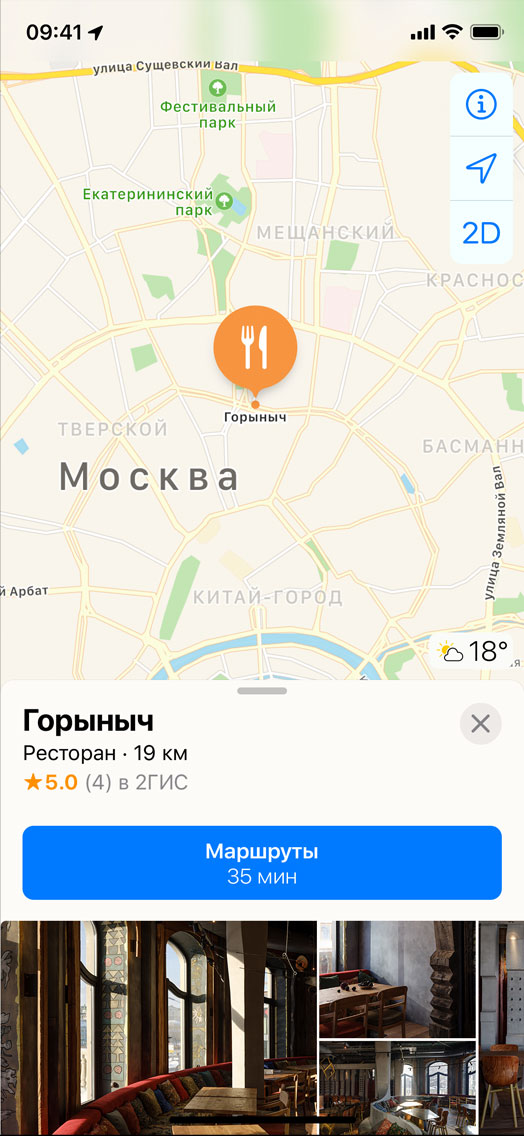 09:41
улица Сущевский Вал
Фестивальный
парк
Екатерининский
парк
МЕЩАНСКИЙ
2D
КРАСНОС
Горыныч
ТВЕРСКОЙ
БАСМАНН
Москва
улица Земляной Вал
й Арбат
КИТАЙ-ГОРОД
18°
Горыныч
Ресторан · 19 км
★5.0 (4) в 2ГИС
Маршруты
35 мин